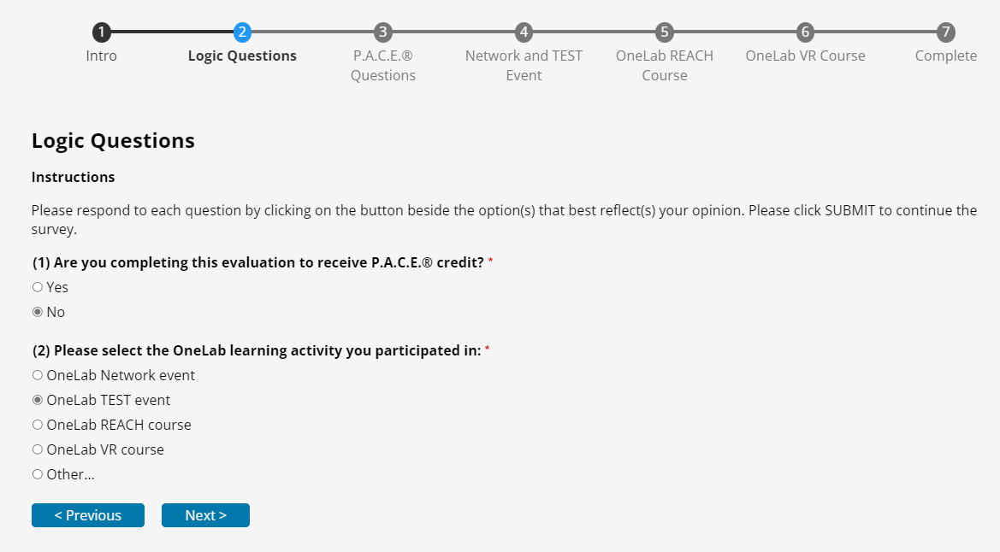 1 2 3 4 5 6 7
Intro Logic Questions P.A.C.E.® Network and TEST OneLab REACH OneLab VR Course Complete
Questions Event Course
Logic Questions
Instructions
Please respond to each question by clicking on the button beside the option(s) that best reflect(s) your opinion. Please click SUBMIT to continue the
survey.
(1) Are you completing this evaluation to receive P.A.C.E.® credit? *
Yes
No
(2) Please select the OneLab learning activity you participated in: *
OneLab Network event
OneLab TEST event
OneLab REACH course
OneLab VR course
Other...
< Previous Next >